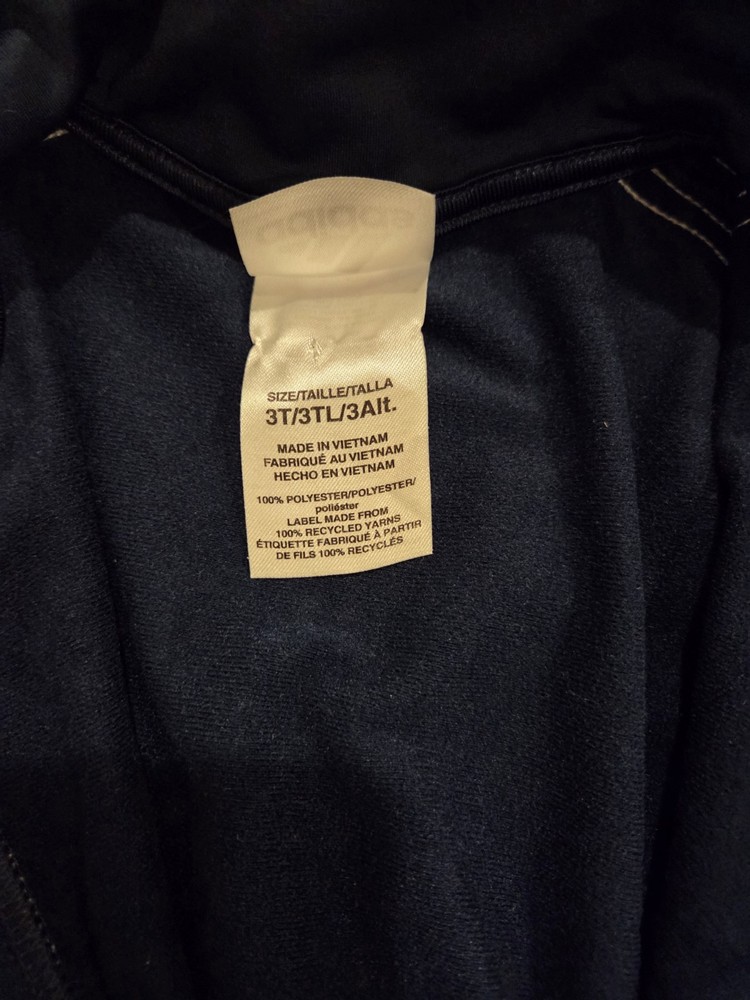 adidas
SIZE/TAILLE/TALLA
3T/3TL/3Alt.
MADE IN VIETNAM
FABRIQUÉ AU VIETNAM
HECHO EN VIETNAM
100% POLYESTER/POLYESTER/
poliéster
LABEL MADE FROM
100% RECYCLED YARNS
ÉTIQUETTE FABRIQUÉ À PARTIR
DE FILS 100% RECYCLÉS